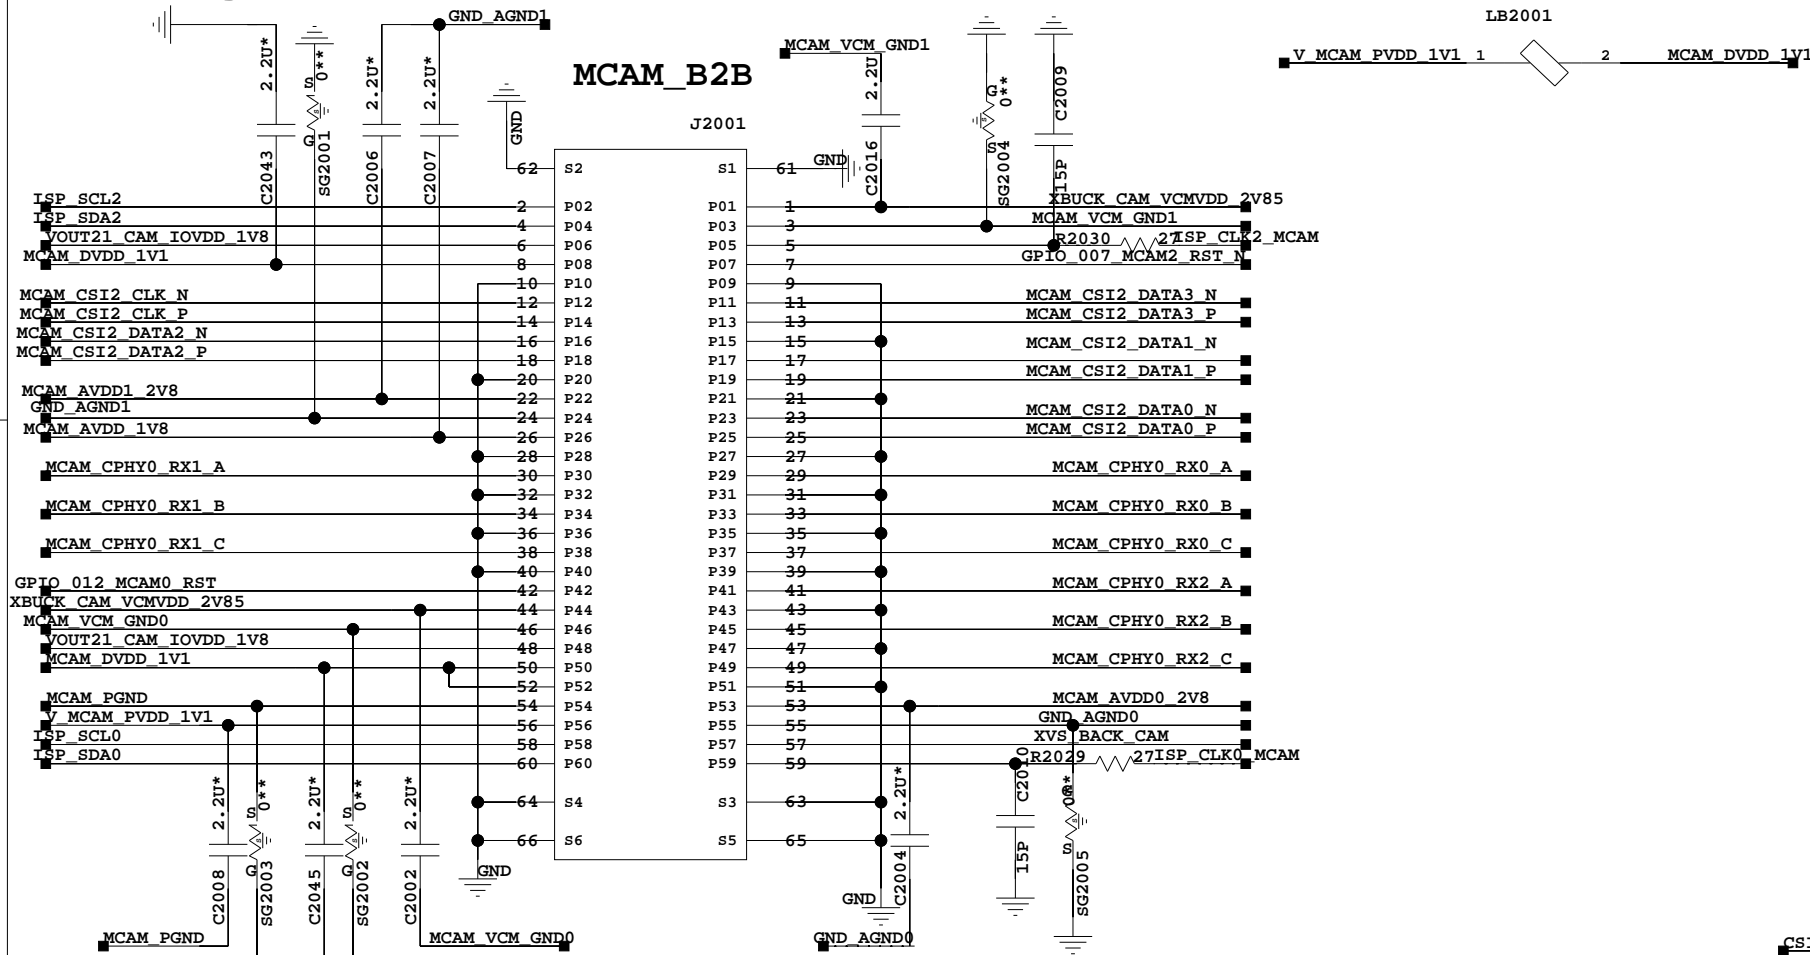 GND_AGND1
LB2001
MCAM_VCM_GND1
V_MCAM_PVDD_1V1 1 2 MCAM_DVDD_1V1
MCAM_B2B
J2001
2.2U*
C2043
S 0**
G SG2001
2.2U*
C2006
2.2U*
C2007
GND
2.2U
C2016
G 0**
S SG2004
C2009
15P
62 S2 S1 61 GND
ISP_SCL2 2 P02 P01 1 XBUCK_CAM_VCMVDD_2V85
ISP_SDA2 4 P04 P03 3 MCAM_VCM_GND1
VOUT21_CAM_IOVDD_1V8 6 P06 P05 5 R2030 27 ISP_CLK2_MCAM
MCAM_DVDD_1V1 8 P08 P07 7 GPIO_007_MCAM2_RST_N
10 P10 P09 9
MCAM_CSI2_CLK_N 12 P12 P11 11 MCAM_CSI2_DATA3_N
MCAM_CSI2_CLK_P 14 P14 P13 13 MCAM_CSI2_DATA3_P
MCAM_CSI2_DATA2_N 16 P16 P15 15 MCAM_CSI2_DATA1_N
MCAM_CSI2_DATA2_P 18 P18 P17 17
20 P20 P19 19 MCAM_CSI2_DATA1_P
MCAM_AVDD1_2V8 22 P22 P21 21
GND_AGND1 24 P24 P23 23 MCAM_CSI2_DATA0_N
MCAM_AVDD_1V8 26 P26 P25 25 MCAM_CSI2_DATA0_P
28 P28 P27 27
MCAM_CPHY0_RX1_A 30 P30 P29 29 MCAM_CPHY0_RX0_A
32 P32 P31 31
MCAM_CPHY0_RX1_B 34 P34 P33 33 MCAM_CPHY0_RX0_B
36 P36 P35 35
MCAM_CPHY0_RX1_C 38 P38 P37 37 MCAM_CPHY0_RX0_C
40 P40 P39 39
GPIO_012_MCAM0_RST 42 P42 P41 41 MCAM_CPHY0_RX2_A
XBUCK_CAM_VCMVDD_2V85 44 P44 P43 43
MCAM_VCM_GND0 46 P46 P45 45 MCAM_CPHY0_RX2_B
VOUT21_CAM_IOVDD_1V8 48 P48 P47 47
MCAM_DVDD_1V1 50 P50 P49 49 MCAM_CPHY0_RX2_C
52 P52 P51 51
MCAM_PGND 54 P54 P53 53 MCAM_AVDD0_2V8
V_MCAM_PVDD_1V1 56 P56 P55 55 GND_AGND0
ISP_SCL0 58 P58 P57 57 XVS_BACK_CAM
ISP_SDA0 60 P60 P59 59 R2029 27 ISP_CLK0_MCAM
64 S4 S3 63
66 S6 S5 65
GND
GND
2.2U*
C2008
S 0**
G SG2003
2.2U*
C2045
S 0**
G SG2002
2.2U*
C2002
2.2U*
C2004
C2010
15P
S SG2005
MCAM_PGND
MCAM_VCM_GND0
GND_AGND0
CSI